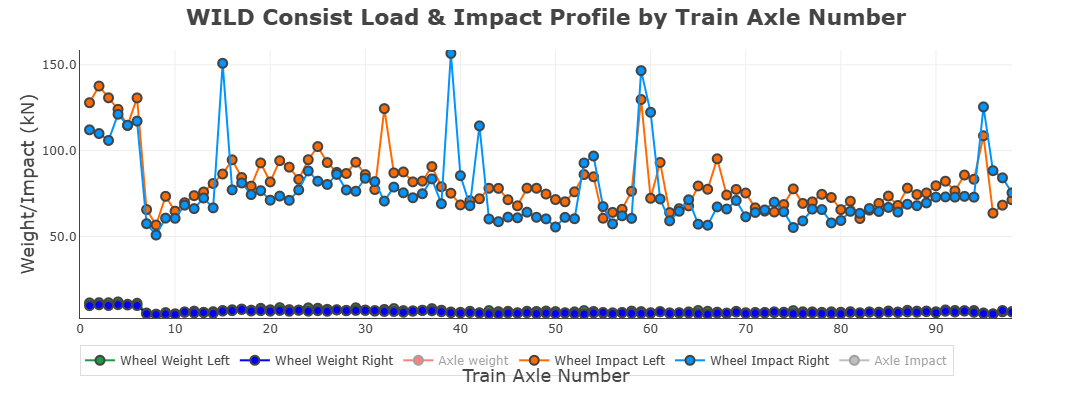 WILD Consist Load & Impact Profile by Train Axle Number
Weight/Impact (kN)
150.0
100.0
50.0
0 10 20 30 40 50 60 70 80 90
Wheel Weight Left Wheel Weight Right Axle weight Wheel Impact Left Wheel Impact Right Axle Impact
Train Axle Number